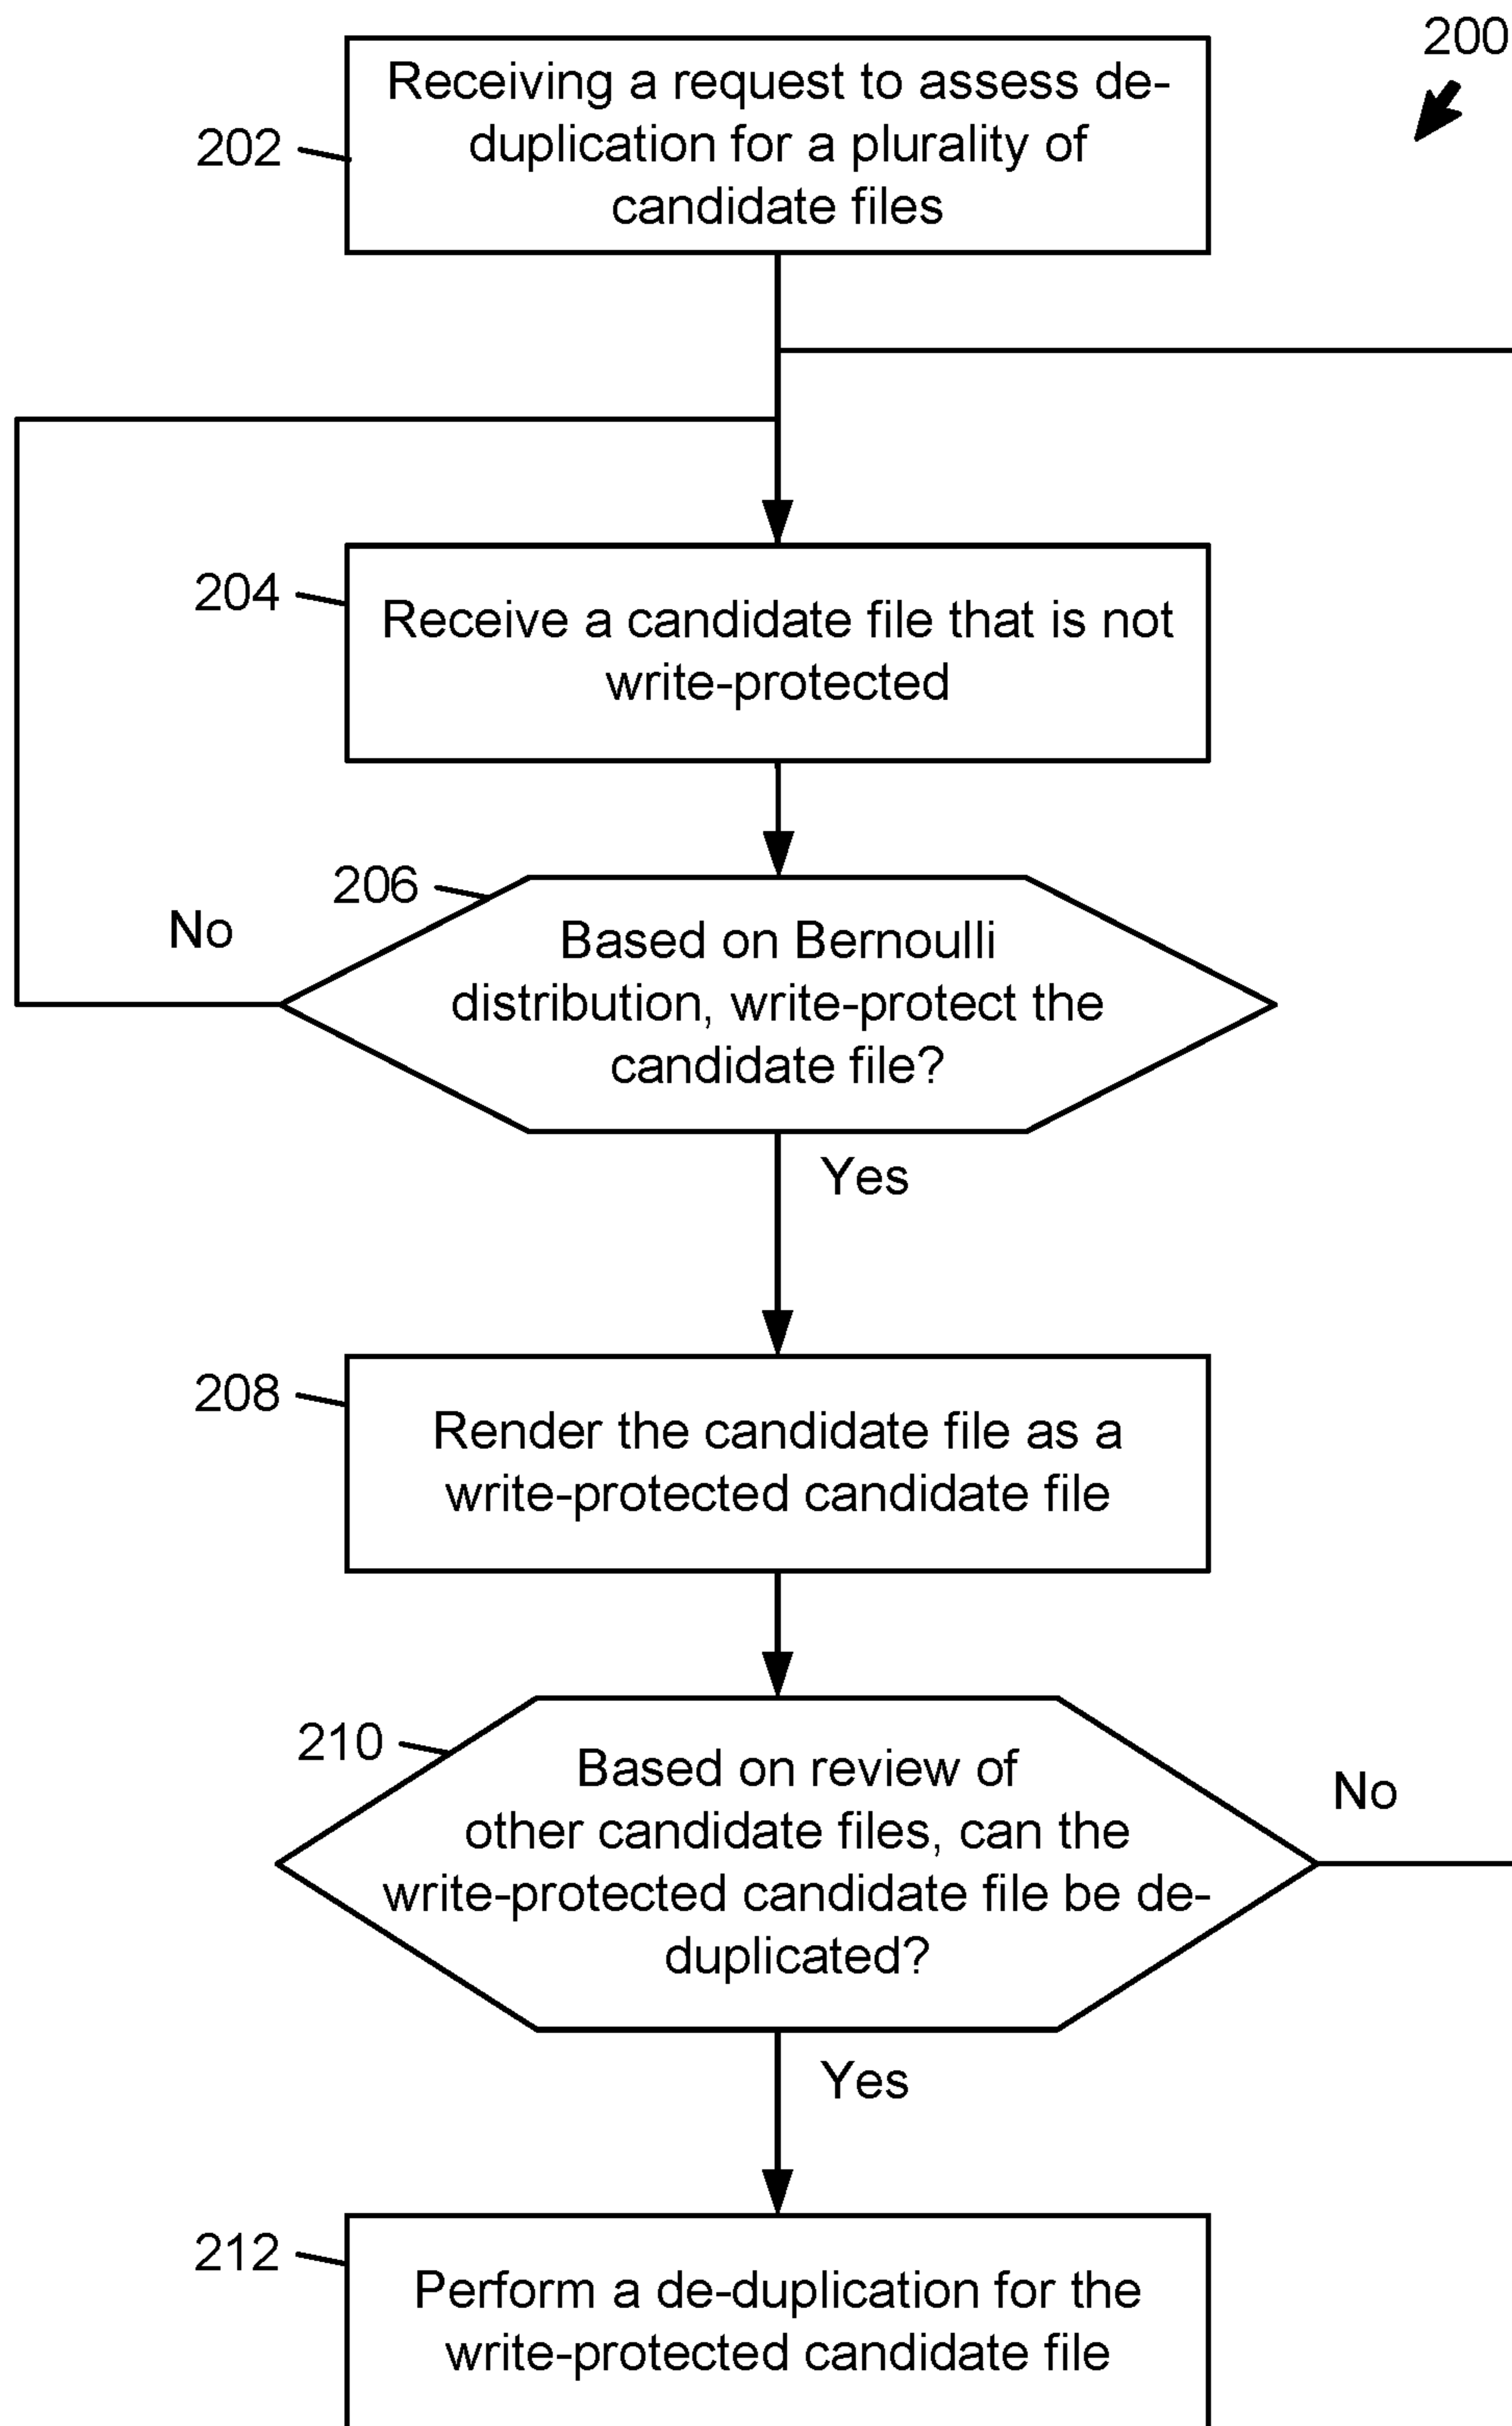 200
Receiving a request to assess de-
duplication for a plurality of
candidate files
202
204
Receive a candidate file that is not
write-protected
206
No
Based on Bernoulli
distribution, write-protect the
candidate file?
Yes
208
Render the candidate file as a
write-protected candidate file
210
Based on review of
other candidate files, can the
write-protected candidate file be de-
duplicated?
No
Yes
212
Perform a de-duplication for the
write-protected candidate file